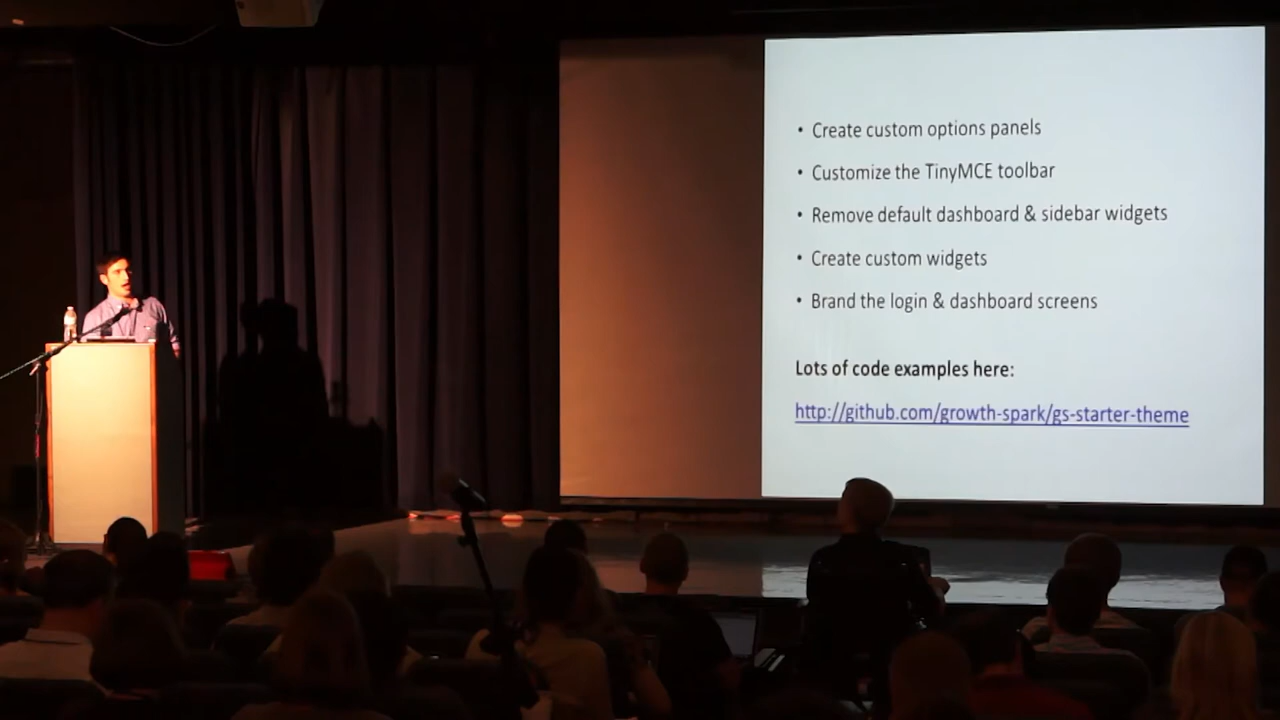 • Create custom options panels
• Customize the TinyMCE toolbar
• Remove default dashboard & sidebar widgets
• Create custom widgets
• Brand the login & dashboard screens
Lots of code examples here:
http://github.com/growth-spark/gs-starter-theme